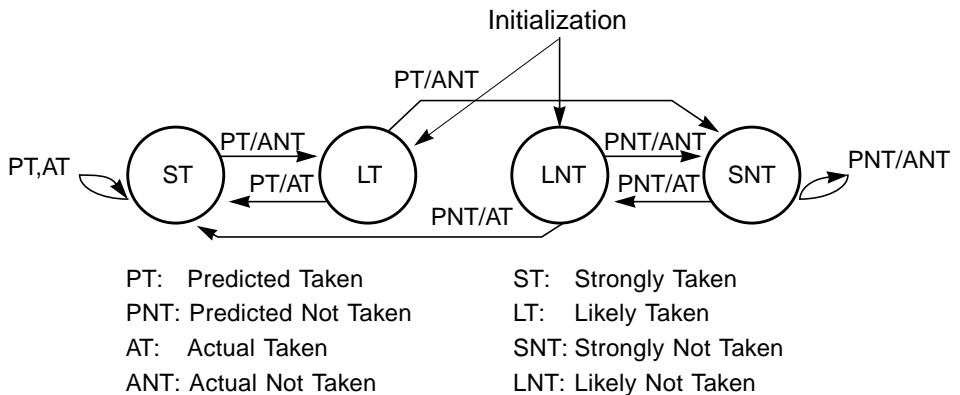 Initialization
PT/ANT
PT/ANT
PNT/ANT
PT,AT
ST
LT
LNT
SNT
PNT/ANT
PT/AT
PNT/AT
PNT/AT
PT: Predicted Taken
PNT: Predicted Not Taken
AT: Actual Taken
ANT: Actual Not Taken
ST: Strongly Taken
LT: Likely Taken
SNT: Strongly Not Taken
LNT: Likely Not Taken